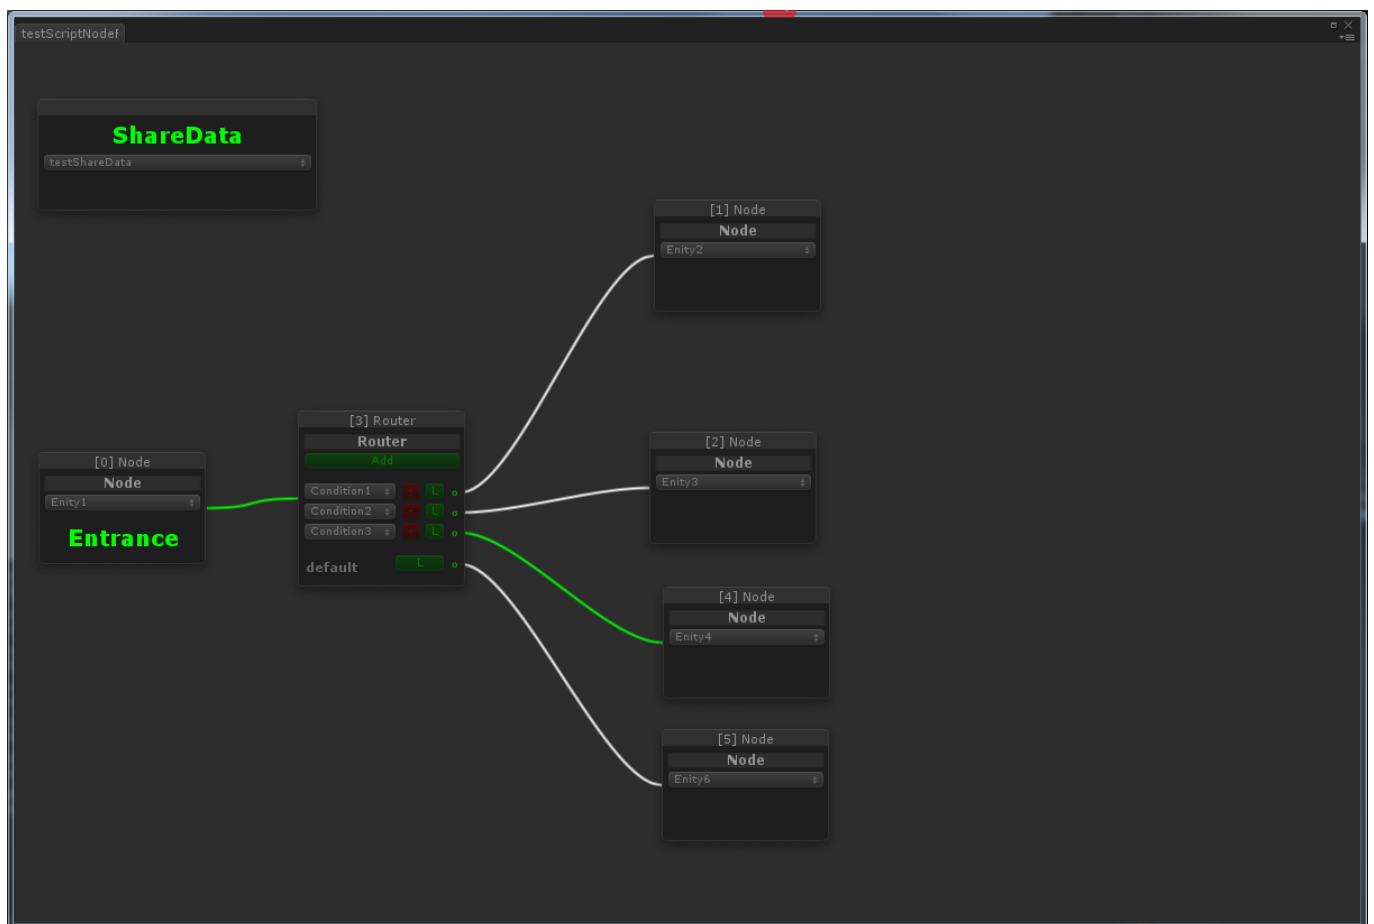 testScriptNodeF
ShareData
testShareData
[1] Node
Node
Enity2
[3] Router
Router
Add
Condition1 - L
Condition2 - L
Condition3 - L
default L
[0] Node
Node
Enity1
Entrance
[2] Node
Node
Enity3
[4] Node
Node
Enity4
[5] Node
Node
Enity6